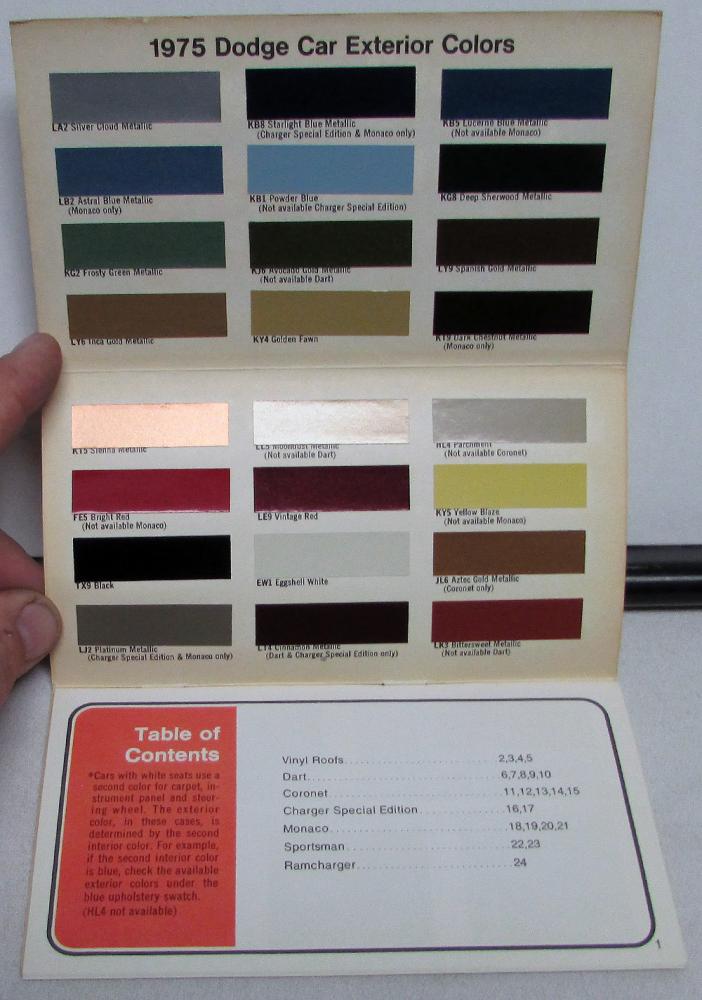 1975 Dodge Car Exterior Colors
LA2 Silver Cloud Metallic
KB8 Starlight Blue Metallic
(Charger Special Edition & Monaco only)
KB5 Lucerne Blue Metallic
(Not available Monaco)
LB2 Astral Blue Metallic
(Monaco only)
KB1 Powder Blue
(Not available Charger Special Edition)
KG8 Deep Sherwood Metallic
KG2 Frosty Green Metallic
KJ6 Avocado Gold Metallic
(Not available Dart)
LY9 Spanish Gold Metallic
LY6 Inca Gold Metallic
KY4 Golden Fawn
KT9 Dark Chestnut Metallic
(Monaco only)
KT5 Sienna Metallic
LL5 Moondust Metallic
(Not available Dart)
HL4 Parchment
(Not available Coronet)
FE5 Bright Red
(Not available Monaco)
LE9 Vintage Red
KY5 Yellow Blaze
(Not available Monaco)
TX9 Black
EW1 Eggshell White
JL6 Aztec Gold Metallic
(Coronet only)
LJ2 Platinum Metallic
(Charger Special Edition & Monaco only)
LT4 Cinnamon Metallic
(Dart & Charger Special Edition only)
LK3 Bittersweet Metallic
(Not available Dart)
Table of
Contents
*Cars with white seats use a
second color for carpet, in-
strument panel and steer-
ing wheel. The exterior
color, in these cases, is
determined by the second
interior color. For example,
if the second interior color
is blue, check the available
exterior colors under the
blue upholstery swatch.
(HL4 not available)
Vinyl Roofs 2,3,4,5
Dart 6,7,8,9,10
Coronet 11,12,13,14,15
Charger Special Edition 16,17
Monaco 18,19,20,21
Sportsman 22,23
Ramcharger 24
1